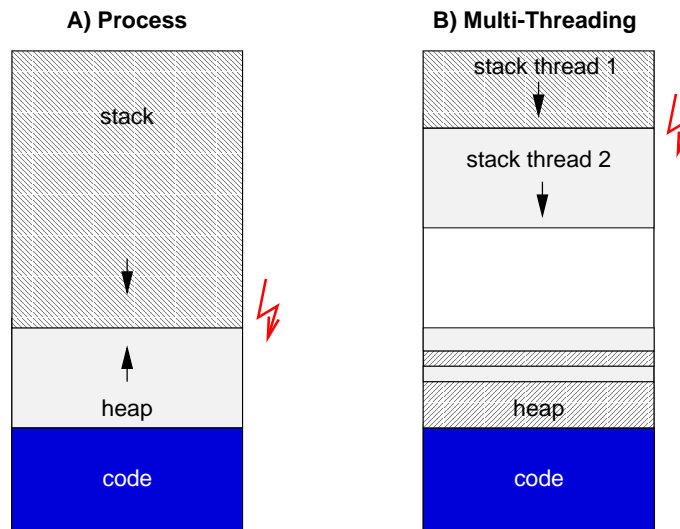 A) Process
stack
heap
code
B) Multi-Threading
stack thread 1
stack thread 2
heap
code